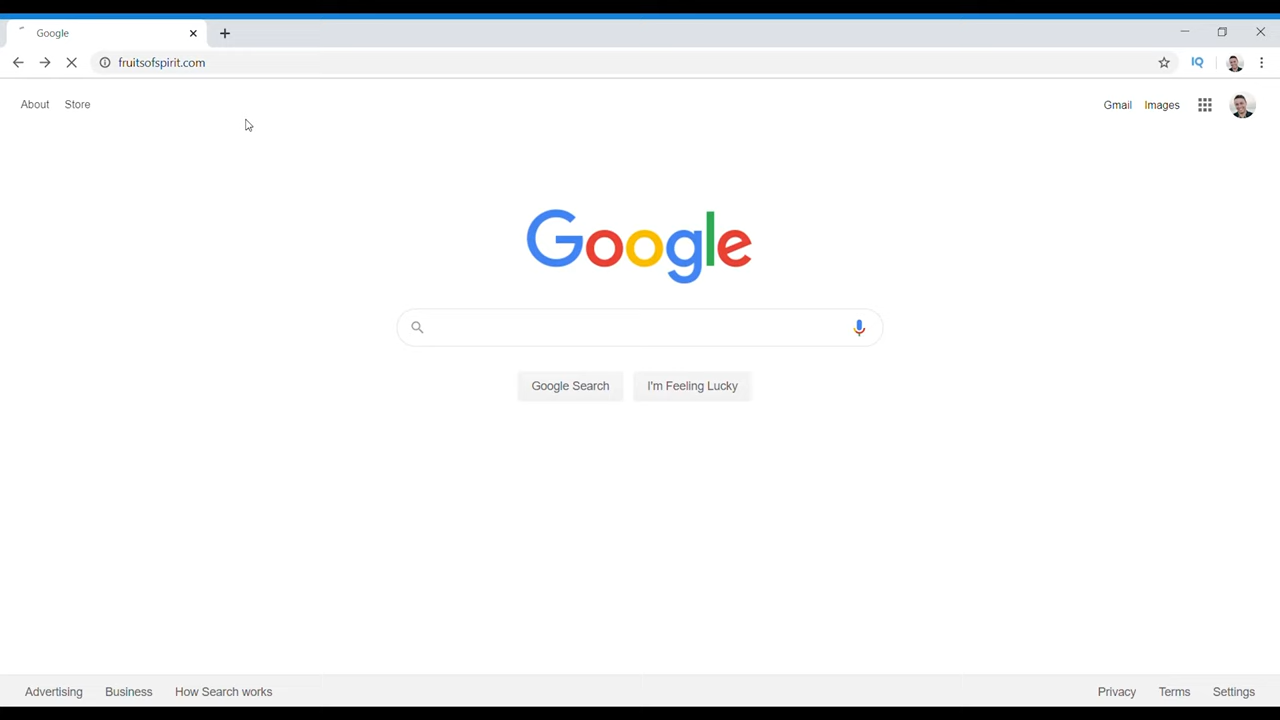 Google
fruitsofspirit.com
IQ
About Store
Gmail Images
Google
Google Search I'm Feeling Lucky
Advertising Business How Search works
Privacy Terms Settings